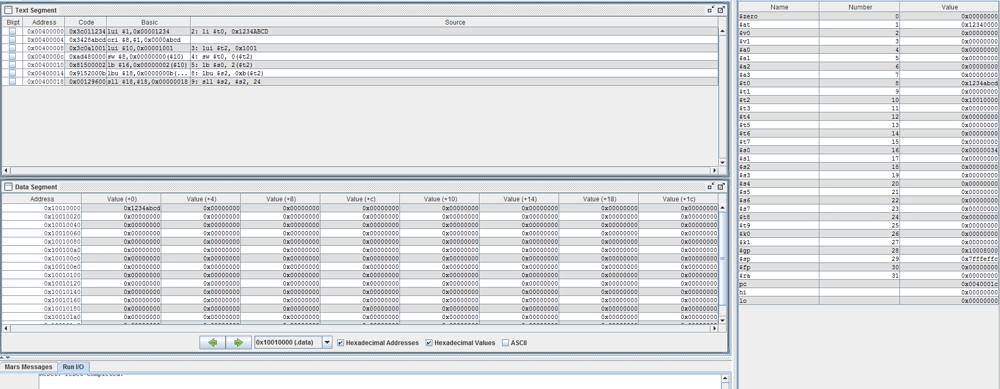 Text Segment
Bkpt Address Code Basic Source
0x00400000 0x3c011234 lui $1,0x00001234 2: li $t0, 0x1234ABCD
0x00400004 0x3428abcd ori $8,$1,0x0000abcd
0x00400008 0x3c0a1001 lui $10,0x00001001 3: lui $t2, 0x1001
0x0040000c 0xad480000 sw $8,0x00000000($10) 4: sw $t0, 0($t2)
0x00400010 0x81500002 lb $16,0x00000002($10) 5: lb $s0, 2($t2)
0x00400014 0x9152000b lbu $18,0x0000000b(... 8: lbu $s2, 0xb($t2)
0x00400018 0x00129600 sll $18,$18,0x00000018 9: sll $s2, $s2, 24
Data Segment
Address Value (+0) Value (+4) Value (+8) Value (+c) Value (+10) Value (+14) Value (+18) Value (+1c)
0x10010000 0x1234abcd 0x00000000 0x00000000 0x00000000 0x00000000 0x00000000 0x00000000 0x00000000
0x10010020 0x00000000 0x00000000 0x00000000 0x00000000 0x00000000 0x00000000 0x00000000 0x00000000
0x10010040 0x00000000 0x00000000 0x00000000 0x00000000 0x00000000 0x00000000 0x00000000 0x00000000
0x10010060 0x00000000 0x00000000 0x00000000 0x00000000 0x00000000 0x00000000 0x00000000 0x00000000
0x10010080 0x00000000 0x00000000 0x00000000 0x00000000 0x00000000 0x00000000 0x00000000 0x00000000
0x100100a0 0x00000000 0x00000000 0x00000000 0x00000000 0x00000000 0x00000000 0x00000000 0x00000000
0x100100c0 0x00000000 0x00000000 0x00000000 0x00000000 0x00000000 0x00000000 0x00000000 0x00000000
0x100100e0 0x00000000 0x00000000 0x00000000 0x00000000 0x00000000 0x00000000 0x00000000 0x00000000
0x10010100 0x00000000 0x00000000 0x00000000 0x00000000 0x00000000 0x00000000 0x00000000 0x00000000
0x10010120 0x00000000 0x00000000 0x00000000 0x00000000 0x00000000 0x00000000 0x00000000 0x00000000
0x10010140 0x00000000 0x00000000 0x00000000 0x00000000 0x00000000 0x00000000 0x00000000 0x00000000
0x10010160 0x00000000 0x00000000 0x00000000 0x00000000 0x00000000 0x00000000 0x00000000 0x00000000
0x10010180 0x00000000 0x00000000 0x00000000 0x00000000 0x00000000 0x00000000 0x00000000 0x00000000
0x100101a0 0x00000000 0x00000000 0x00000000 0x00000000 0x00000000 0x00000000 0x00000000 0x00000000
0x10010000 (.data) Hexadecimal Addresses Hexadecimal Values ASCII
Mars Messages Run I/O
Reset: reset completed.
Name Number Value
$zero 0 0x00000000
$at 1 0x12340000
$v0 2 0x00000000
$v1 3 0x00000000
$a0 4 0x00000000
$a1 5 0x00000000
$a2 6 0x00000000
$a3 7 0x00000000
$t0 8 0x1234abcd
$t1 9 0x00000000
$t2 10 0x10010000
$t3 11 0x00000000
$t4 12 0x00000000
$t5 13 0x00000000
$t6 14 0x00000000
$t7 15 0x00000000
$s0 16 0x00000034
$s1 17 0x00000000
$s2 18 0x00000000
$s3 19 0x00000000
$s4 20 0x00000000
$s5 21 0x00000000
$s6 22 0x00000000
$s7 23 0x00000000
$t8 24 0x00000000
$t9 25 0x00000000
$k0 26 0x00000000
$k1 27 0x00000000
$gp 28 0x10008000
$sp 29 0x7fffeffc
$fp 30 0x00000000
$ra 31 0x00000000
pc 0x0040001c
hi 0x00000000
lo 0x00000000